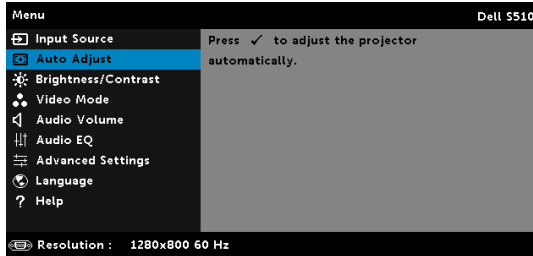 Menu Dell S510
Input Source
Auto Adjust
Brightness/Contrast
Video Mode
Audio Volume
Audio EQ
Advanced Settings
Language
? Help
Press ✓ to adjust the projector
automatically.
Resolution : 1280x800 60 Hz